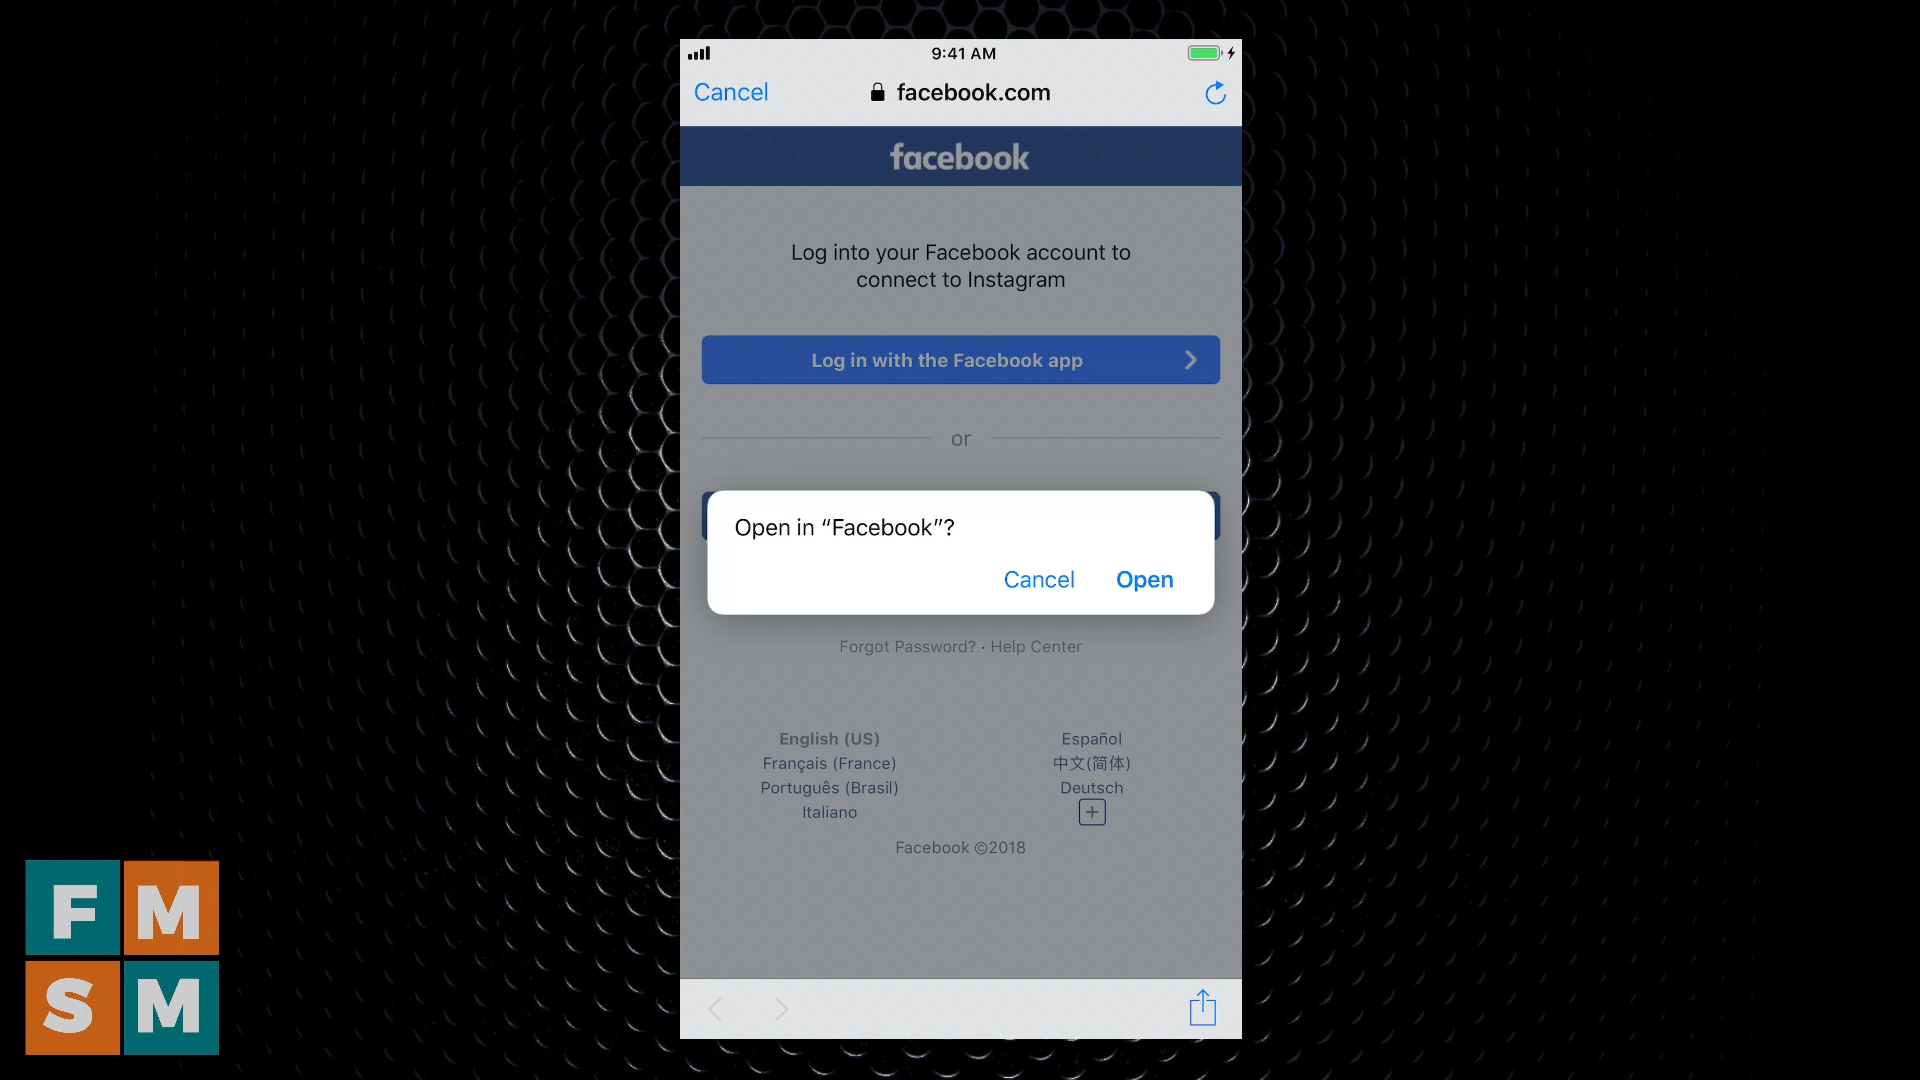 9:41 AM
Cancel
facebook.com
facebook
Log into your Facebook account to
connect to Instagram
Log in with the Facebook app
or
Open in “Facebook”?
Cancel Open
Forgot Password? · Help Center
English (US) Español
Français (France) 中文(简体)
Português (Brasil) Deutsch
Italiano
Facebook ©2018
F M
S M